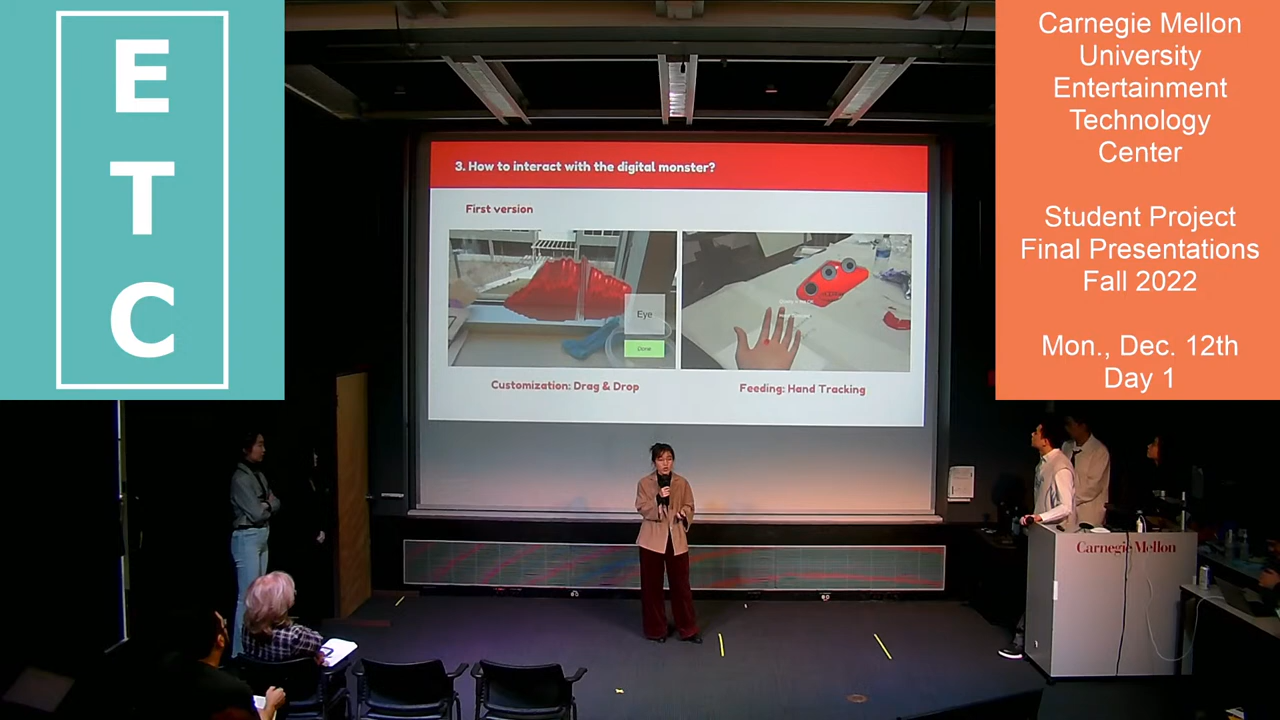 E
T
C
Carnegie Mellon
University
Entertainment
Technology
Center
Student Project
Final Presentations
Fall 2022
Mon., Dec. 12th
Day 1
3. How to interact with the digital monster?
First version
Eye
Done
Customization: Drag & Drop
Feeding: Hand Tracking
Carnegie Mellon